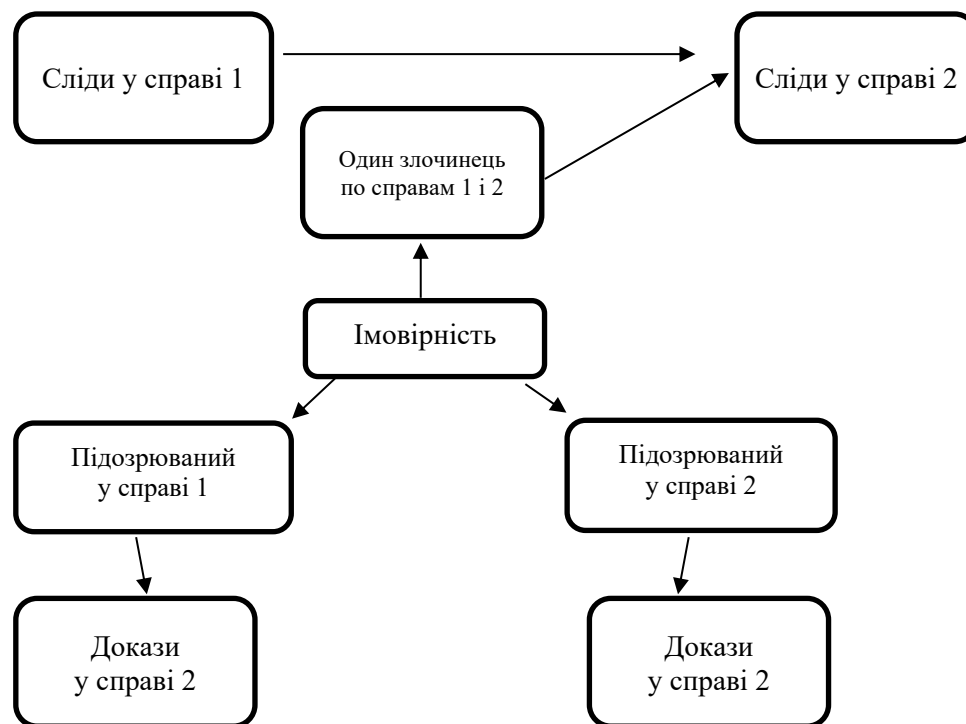 Сліди у справі 1
Сліди у справі 2
Один злочинець
по справам 1 і 2
Імовірність
Підозрюваний
у справі 1
Підозрюваний
у справі 2
Докази
у справі 2
Докази
у справі 2